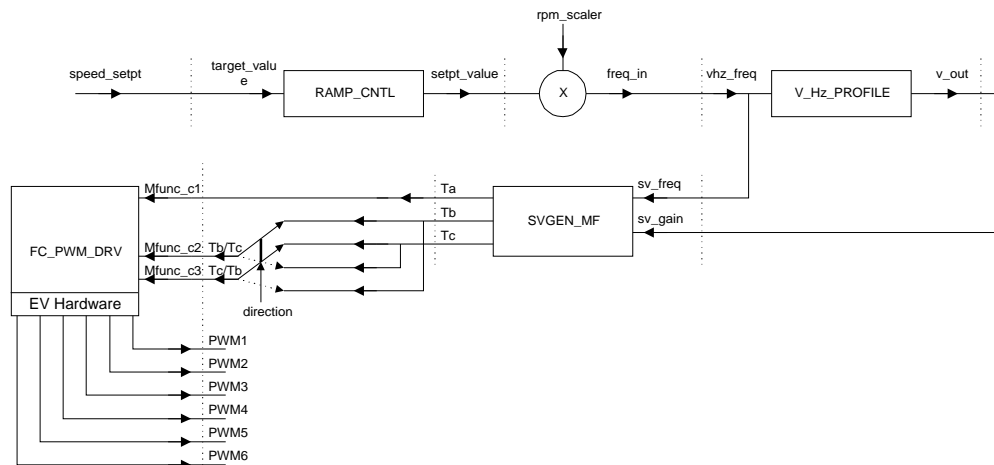 rpm_scaler
speed_setpt
target_valu
e
RAMP_CNTL
setpt_value
X
freq_in
vhz_freq
V_Hz_PROFILE
v_out
Mfunc_c1
Ta
sv_freq
Tb
SVGEN_MF
sv_gain
Tc
FC_PWM_DRV
Mfunc_c2
Tb/Tc
Mfunc_c3
Tc/Tb
EV Hardware
direction
PWM1
PWM2
PWM3
PWM4
PWM5
PWM6